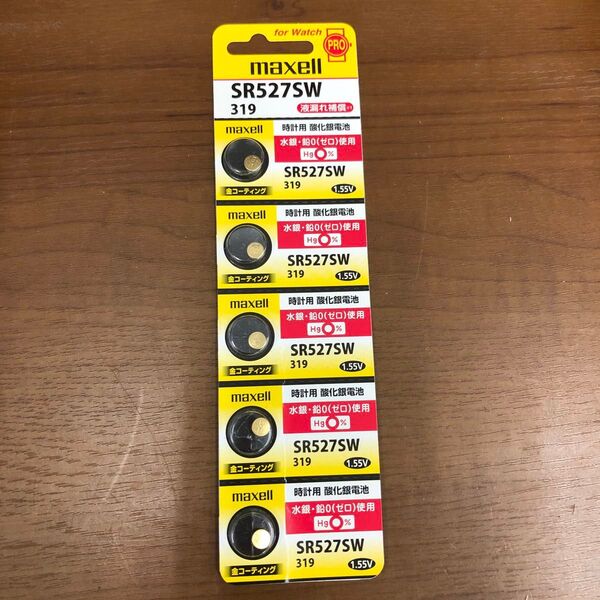 for Watch
PRO
maxell
SR527SW
319
液漏れ補償※1
maxell
時計用 酸化銀電池
水銀・鉛0(ゼロ)使用
Hg 0%
SR527SW
319
1.55V
金コーティング
maxell
時計用 酸化銀電池
水銀・鉛0(ゼロ)使用
Hg 0%
SR527SW
319
1.55V
金コーティング
maxell
時計用 酸化銀電池
水銀・鉛0(ゼロ)使用
Hg 0%
SR527SW
319
1.55V
金コーティング
maxell
時計用 酸化銀電池
水銀・鉛0(ゼロ)使用
Hg 0%
SR527SW
319
1.55V
金コーティング
maxell
時計用 酸化銀電池
水銀・鉛0(ゼロ)使用
Hg 0%
SR527SW
319
1.55V
金コーティング